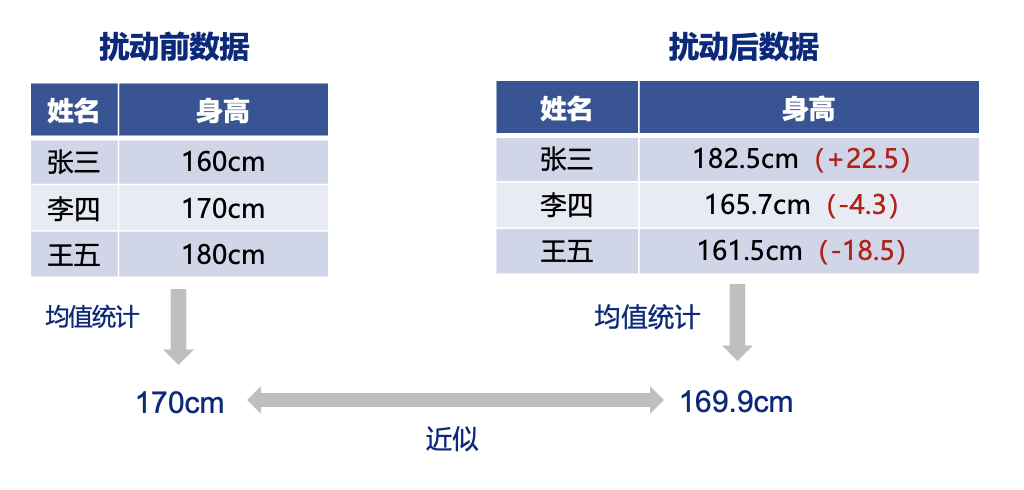 扰动前数据
姓名 身高
张三 160cm
李四 170cm
王五 180cm
均值统计
170cm
扰动后数据
姓名 身高
张三 182.5cm（+22.5）
李四 165.7cm（-4.3）
王五 161.5cm（-18.5）
均值统计
169.9cm
近似